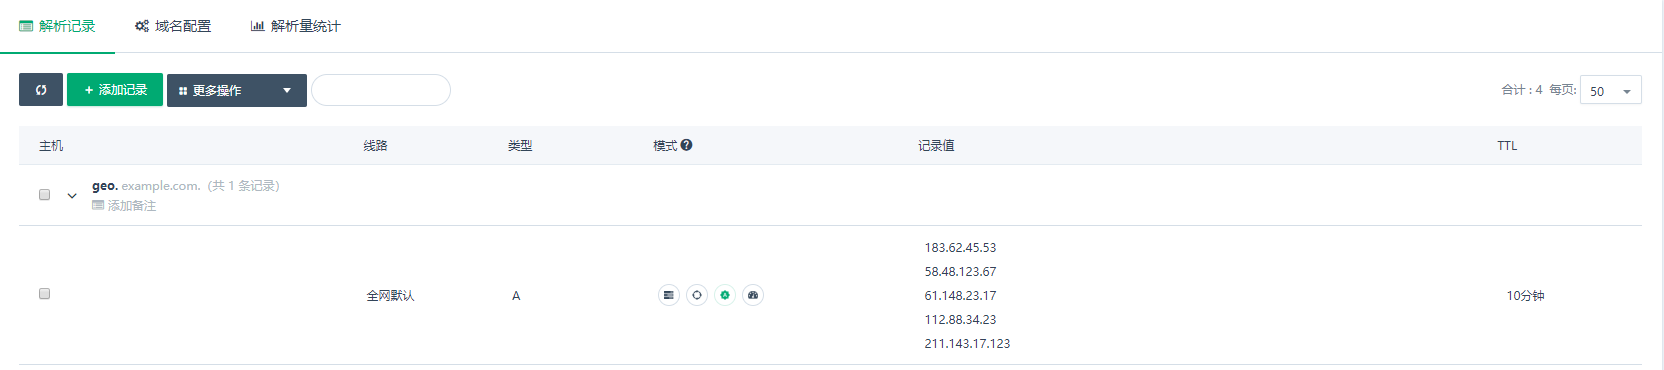 解析记录 域名配置 解析量统计
添加记录 更多操作 合计 : 4 每页: 50
主机 线路 类型 模式 记录值 TTL
geo. example.com. (共 1 条记录)
添加备注
183.62.45.53
58.48.123.67
全网默认 A 61.148.23.17 10分钟
112.88.34.23
211.143.17.123